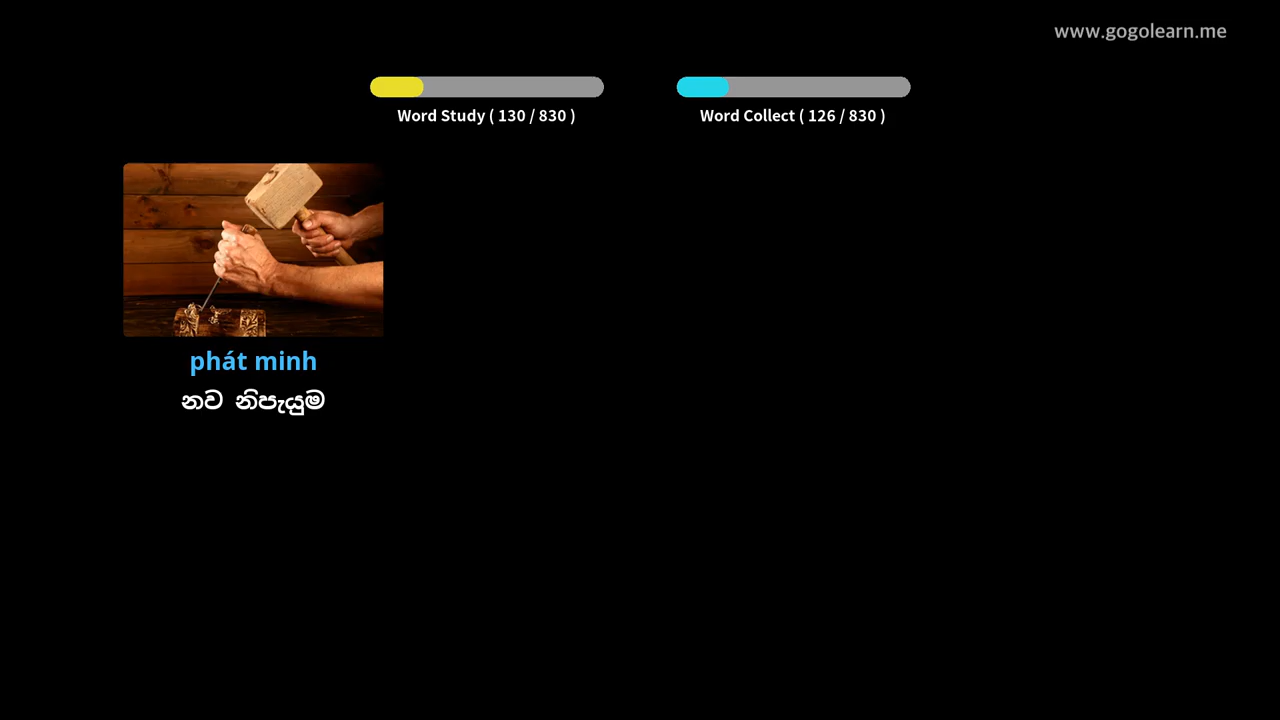 www.gogolearn.me
Word Study ( 130 / 830 )
Word Collect ( 126 / 830 )
phát minh
නව නිපැයුම